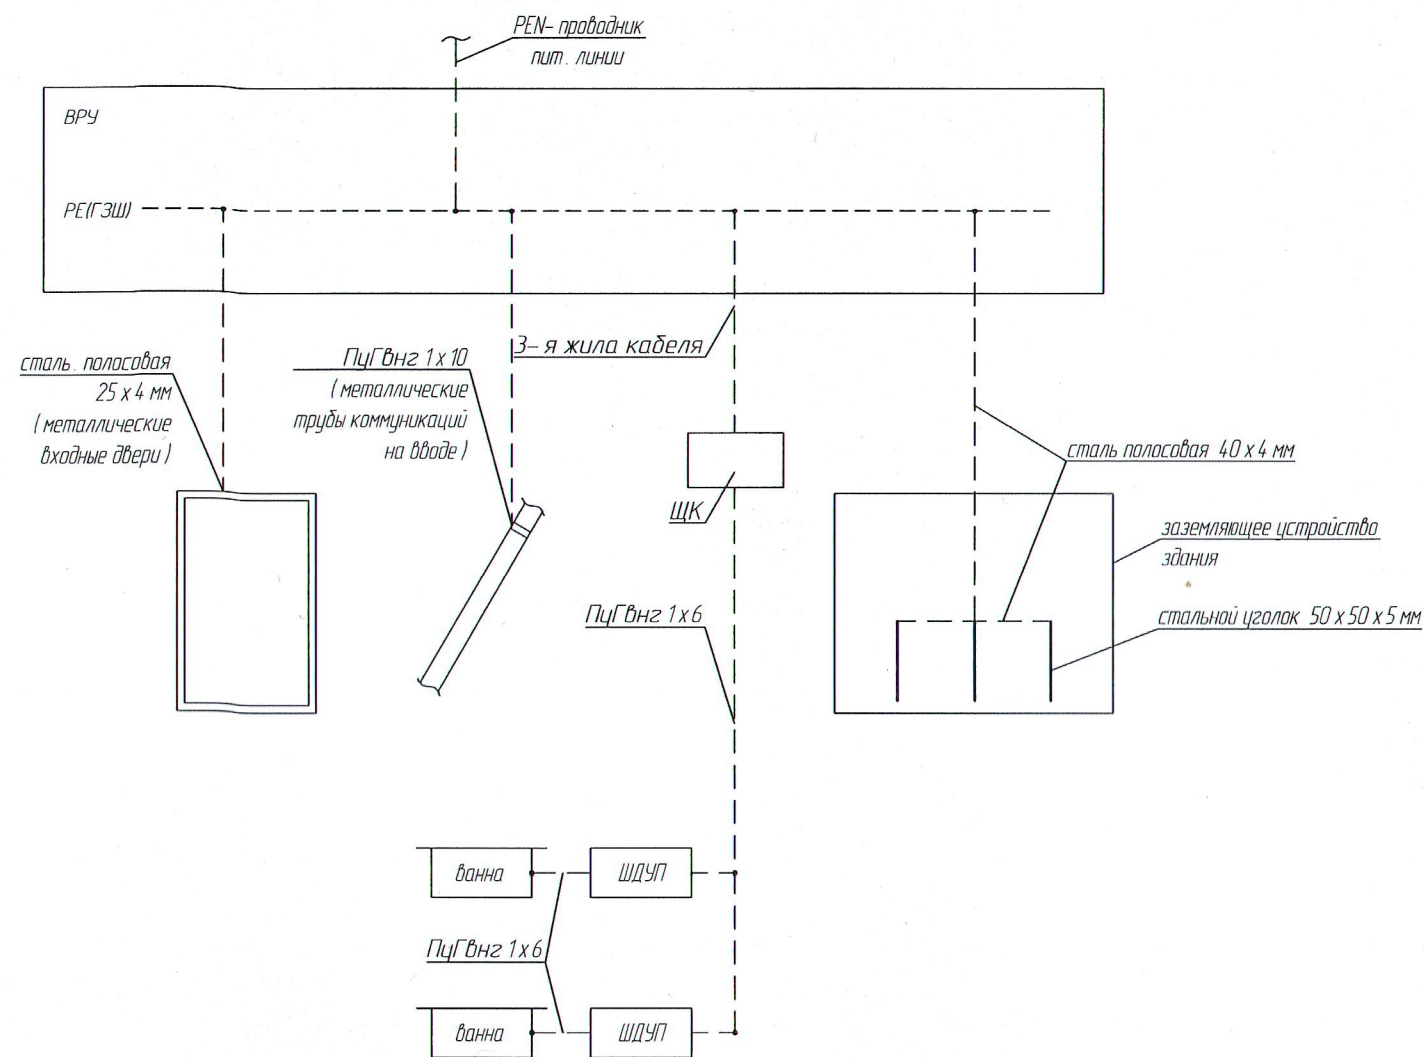 PEN- проводник
пит. линии
ВРУ
PE(ГЗШ)
3- я жила кабеля
сталь. полосовая
25 х 4 мм
( металлические
входные двери )
ПуГВнг 1 х 10
( металлические
трубы коммуникаций
на вводе )
сталь полосовая 40 х 4 мм
ЩК
заземляющее устройство
здания
ПуГВнг 1 х 6
стальной уголок 50 х 50 х 5 мм
ванна
ШДУП
ПуГВнг 1 х 6
ванна
ШДУП